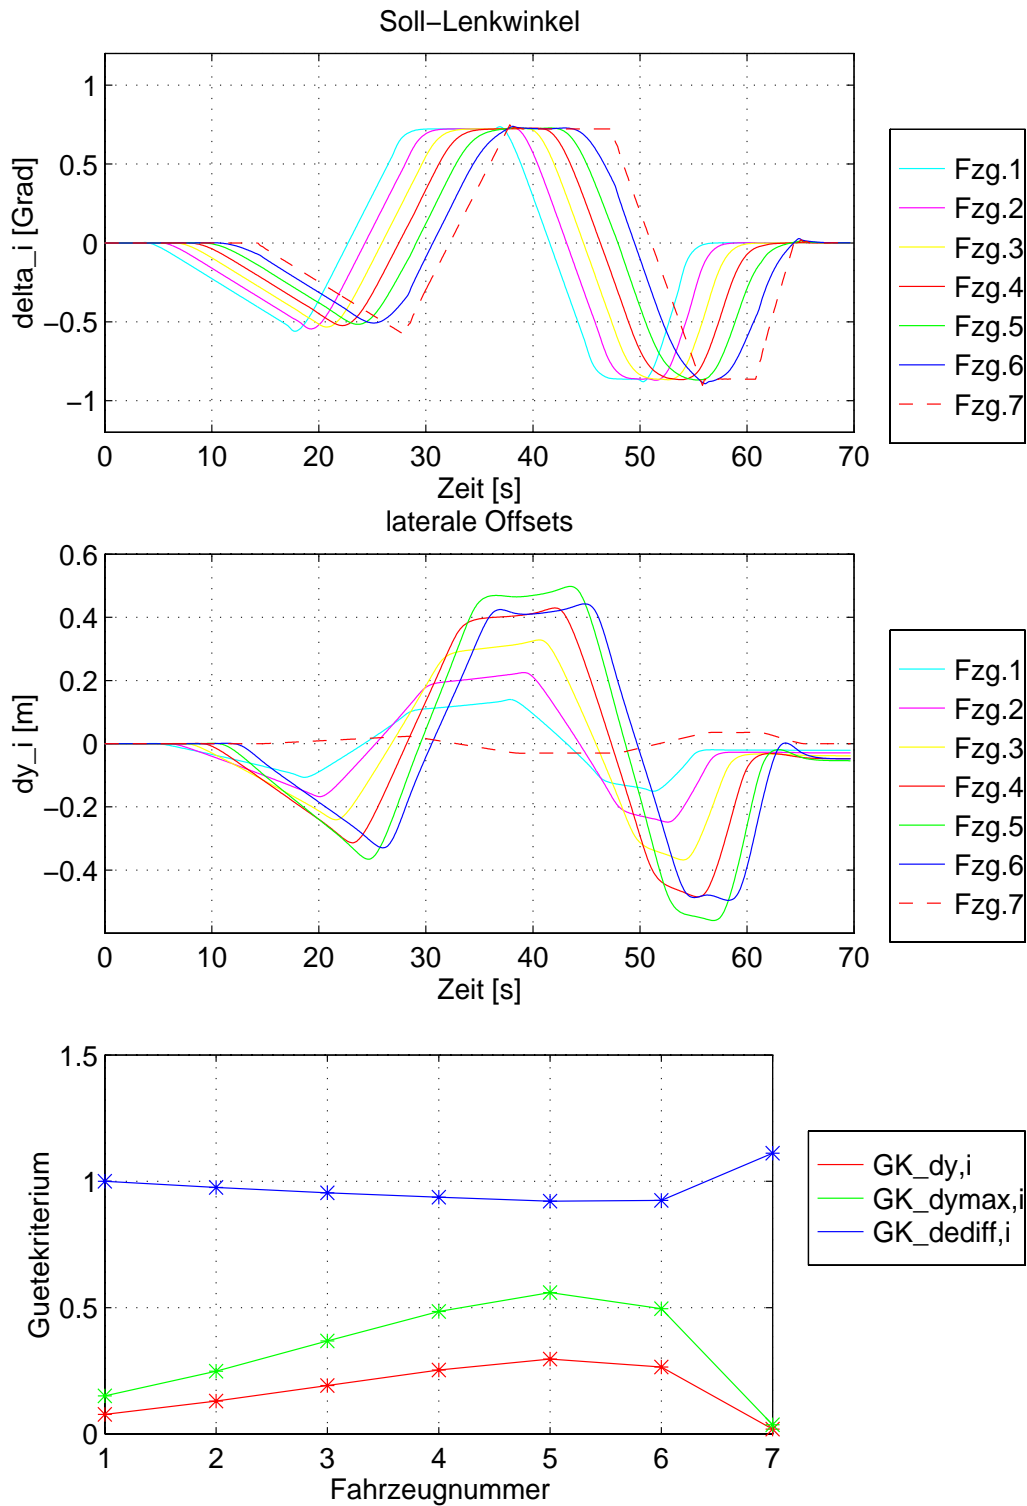 Soll−Lenkwinkel
1
0.5
0
−0.5
−1
delta_i [Grad]
0 10 20 30 40 50 60 70
Zeit [s]
Fzg.1
Fzg.2
Fzg.3
Fzg.4
Fzg.5
Fzg.6
Fzg.7
laterale Offsets
0.6
0.4
0.2
0
−0.2
−0.4
dy_i [m]
0 10 20 30 40 50 60 70
Zeit [s]
Fzg.1
Fzg.2
Fzg.3
Fzg.4
Fzg.5
Fzg.6
Fzg.7
1.5
1
0.5
0
Guetekriterium
1 2 3 4 5 6 7
Fahrzeugnummer
GK_dy,i
GK_dymax,i
GK_dediff,i